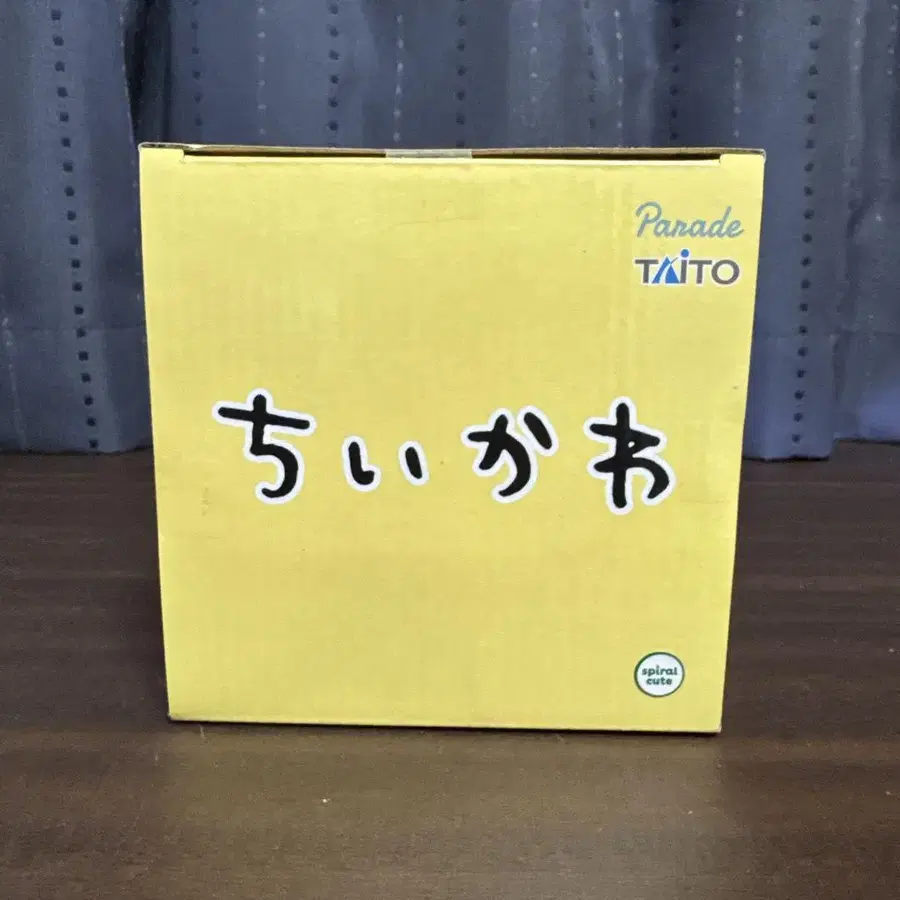 Parade
TAiTO
ちいかわ
spiral
cute